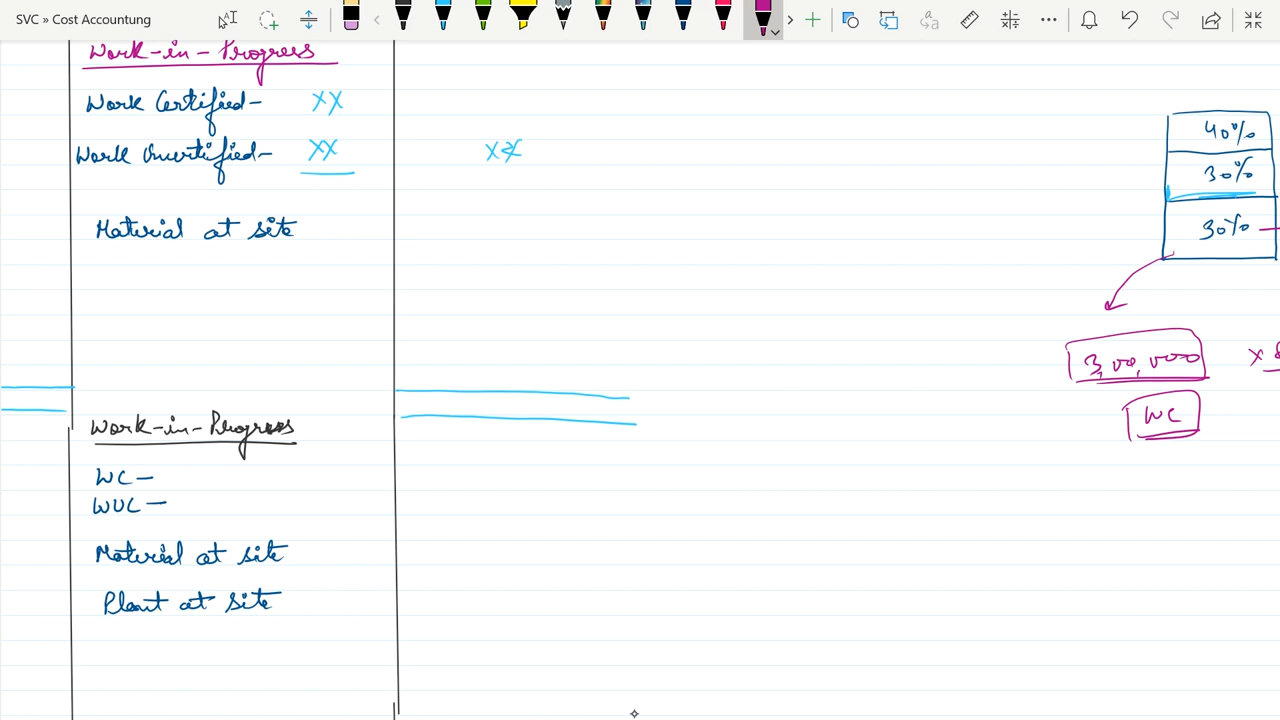 SVC » Cost Accountung
Work-in-Progress
Work Certified- XX
Work Uncertified- XX XX
Material at site
40%
30%
30%
3,00,000 X
WC
Work-in-Progress
WC -
WUC -
Material at site
Plant at site